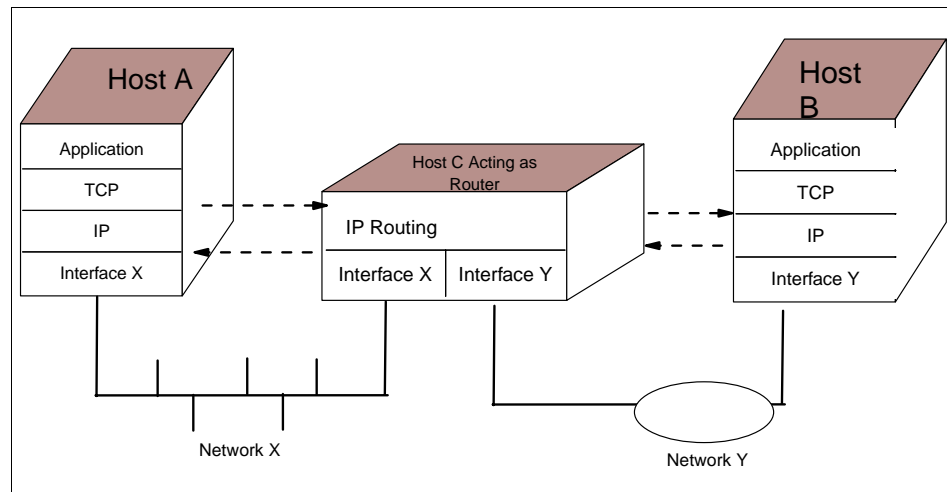 Host A
Application
TCP
IP
Interface X
Host C Acting as
Router
IP Routing
Interface X
Interface Y
Host
B
Application
TCP
IP
Interface Y
Network X
Network Y